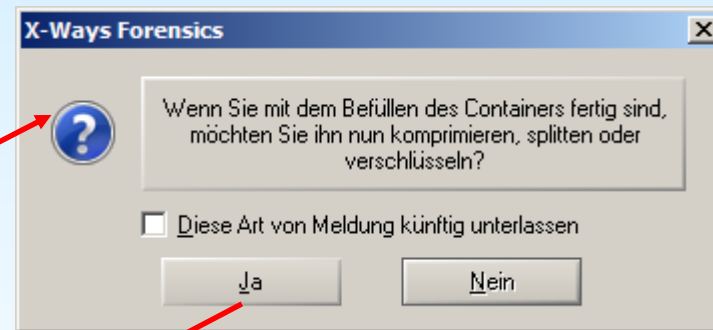 X-Ways Forensics
Wenn Sie mit dem Befüllen des Containers fertig sind,
möchten Sie ihn nun komprimieren, splitten oder
verschlüsseln?
Diese Art von Meldung künftig unterlassen
Ja
Nein